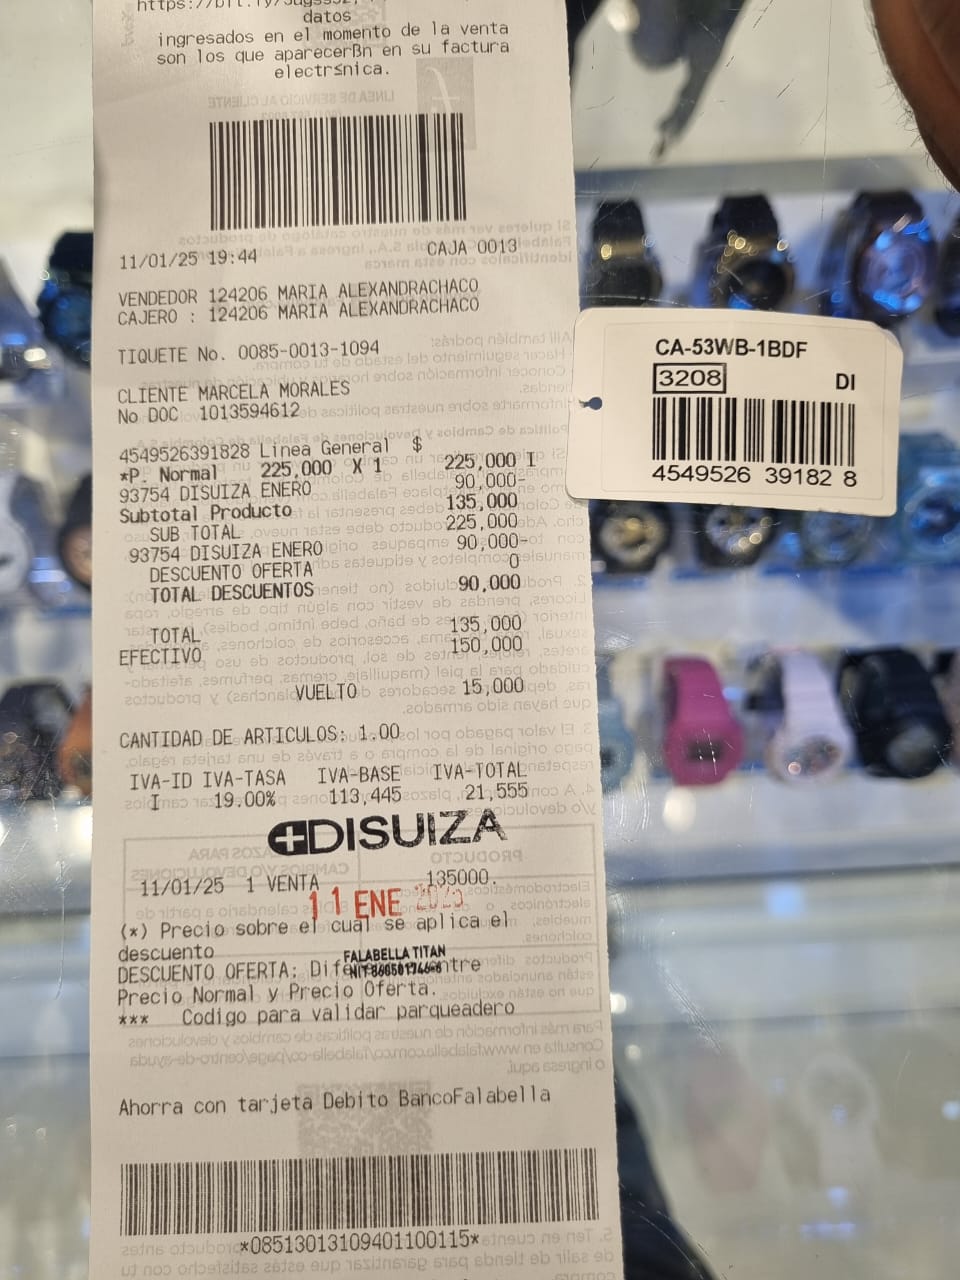 datos
ingresados en el momento de la venta
son los que aparecerßn en su factura
electr≤nica.
11/01/25 19:44 CAJA 0013
VENDEDOR 124206 MARIA ALEXANDRACHACO
CAJERO : 124206 MARIA ALEXANDRACHACO
TIQUETE No. 0085-0013-1094
CLIENTE MARCELA MORALES
No DOC 1013594612
4549526391828 Linea General $
*P. Normal 225,000 X 1 225,000 I
93754 DISUIZA ENERO 90,000-
Subtotal Producto 135,000
SUB TOTAL 225,000
93754 DISUIZA ENERO 90,000-
DESCUENTO OFERTA 0
TOTAL DESCUENTOS 90,000
TOTAL 135,000
EFECTIVO 150,000
VUELTO 15,000
CANTIDAD DE ARTICULOS: 1.00
IVA-ID IVA-TASA IVA-BASE IVA-TOTAL
I 19.00% 113,445 21,555
DISUIZA
11/01/25 1 VENTA 135000.
11 ENE 2025
(*) Precio sobre el cual se aplica el
descuento
FALABELLA TITAN
DESCUENTO OFERTA: entre
Precio Normal y Precio Oferta.
*** Codigo para validar parqueadero
Ahorra con tarjeta Debito BancoFalabella
*08513013109401100115*
CA-53WB-1BDF
3208 DI
4549526 39182 8